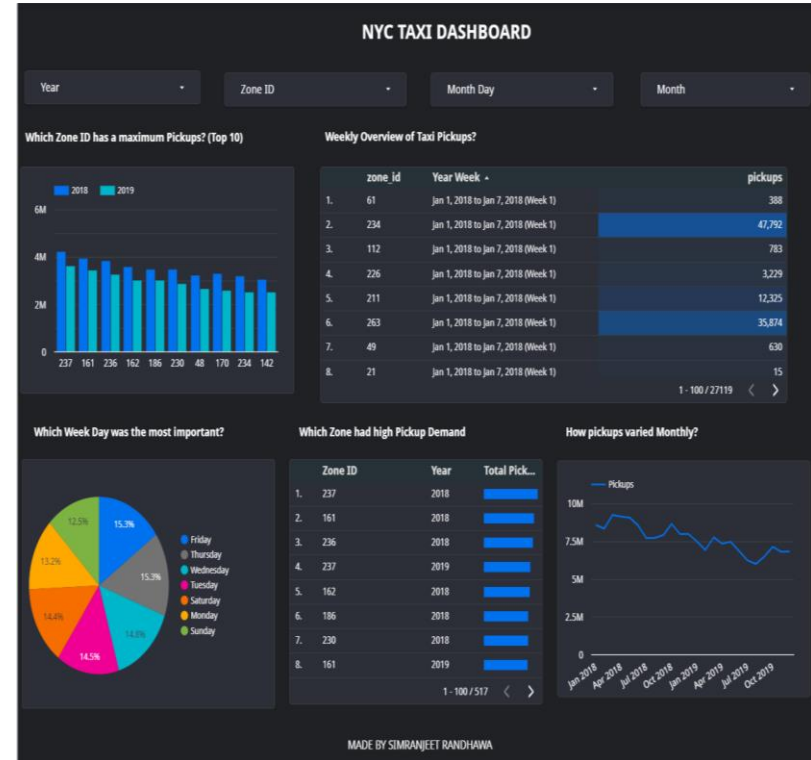 NYC TAXI DASHBOARD
Year
Zone ID
Month Day
Month
Which Zone ID has a maximum Pickups? (Top 10)
2018 2019
6M
4M
2M
0
237 161 236 162 186 230 48 170 234 142
Weekly Overview of Taxi Pickups?
zone_id Year Week pickups
1. 61 Jan 1, 2018 to Jan 7, 2018 (Week 1) 388
2. 234 Jan 1, 2018 to Jan 7, 2018 (Week 1) 47,792
3. 112 Jan 1, 2018 to Jan 7, 2018 (Week 1) 783
4. 226 Jan 1, 2018 to Jan 7, 2018 (Week 1) 3,229
5. 211 Jan 1, 2018 to Jan 7, 2018 (Week 1) 12,325
6. 263 Jan 1, 2018 to Jan 7, 2018 (Week 1) 35,874
7. 49 Jan 1, 2018 to Jan 7, 2018 (Week 1) 630
8. 21 Jan 1, 2018 to Jan 7, 2018 (Week 1) 15
1 - 100 / 27119
Which Week Day was the most important?
12.5% 15.3%
13.2% 15.3%
14.4% 14.8%
14.5%
Friday
Thursday
Wednesday
Tuesday
Saturday
Monday
Sunday
Which Zone had high Pickup Demand
Zone ID Year Total Pick...
1. 237 2018
2. 161 2018
3. 236 2018
4. 237 2019
5. 162 2018
6. 186 2018
7. 230 2018
8. 161 2019
1 - 100 / 517
How pickups varied Monthly?
Pickups
10M
7.5M
5M
2.5M
0
Jan 2018 Apr 2018 Jul 2018 Oct 2018 Jan 2019 Apr 2019 Jul 2019 Oct 2019
MADE BY SIMRANJEET RANDHAWA